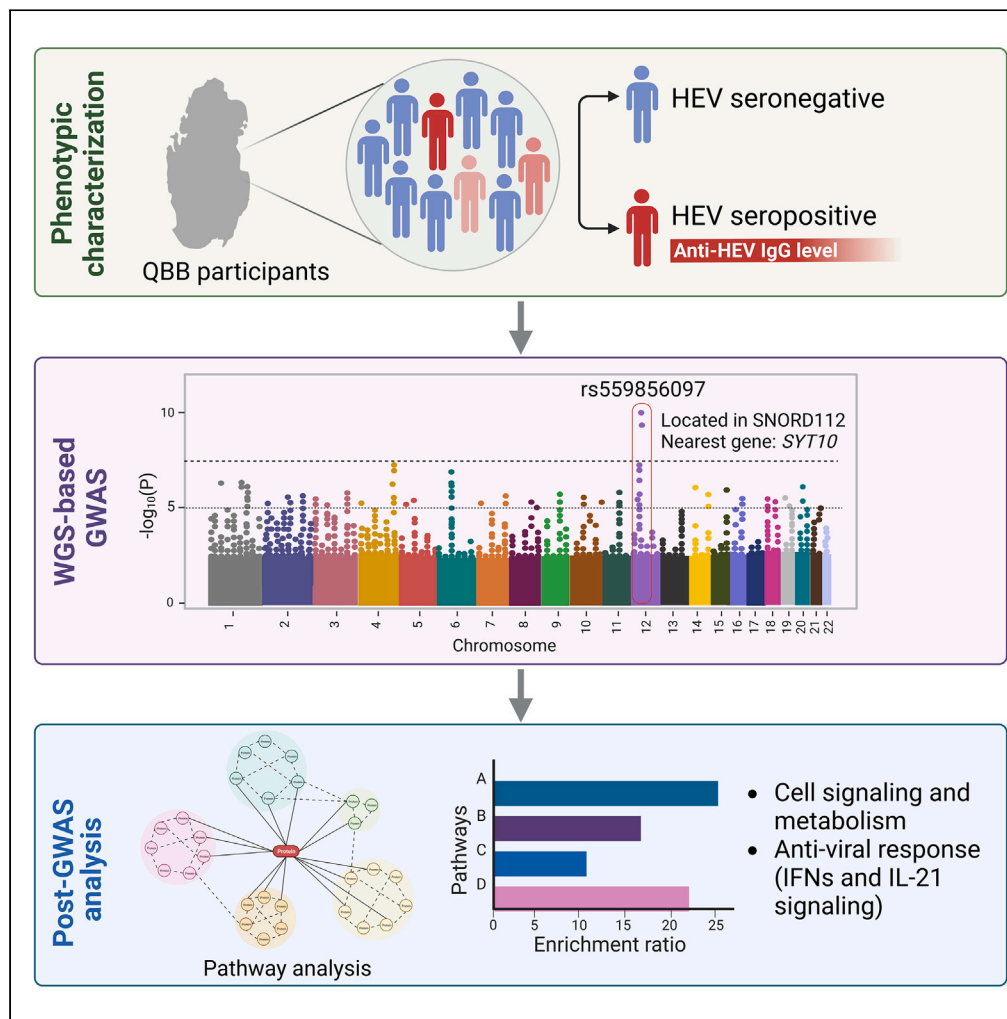 Phenotypic
characterization
QBB participants
HEV seronegative
HEV seropositive
Anti-HEV IgG level
WGS-based
GWAS
rs559856097
Located in SNORD112
Nearest gene: SYT10
-log10(P)
10
5
0
1 2 3 4 5 6 7 8 9 10 11 12 13 14 15 16 17 18 19 20 21 22
Chromosome
Post-GWAS
analysis
Protein
Pathway analysis
Pathways
A
B
C
D
0 5 10 15 20 25
Enrichment ratio
• Cell signaling and
metabolism
• Anti-viral response
(IFNs and IL-21
signaling)